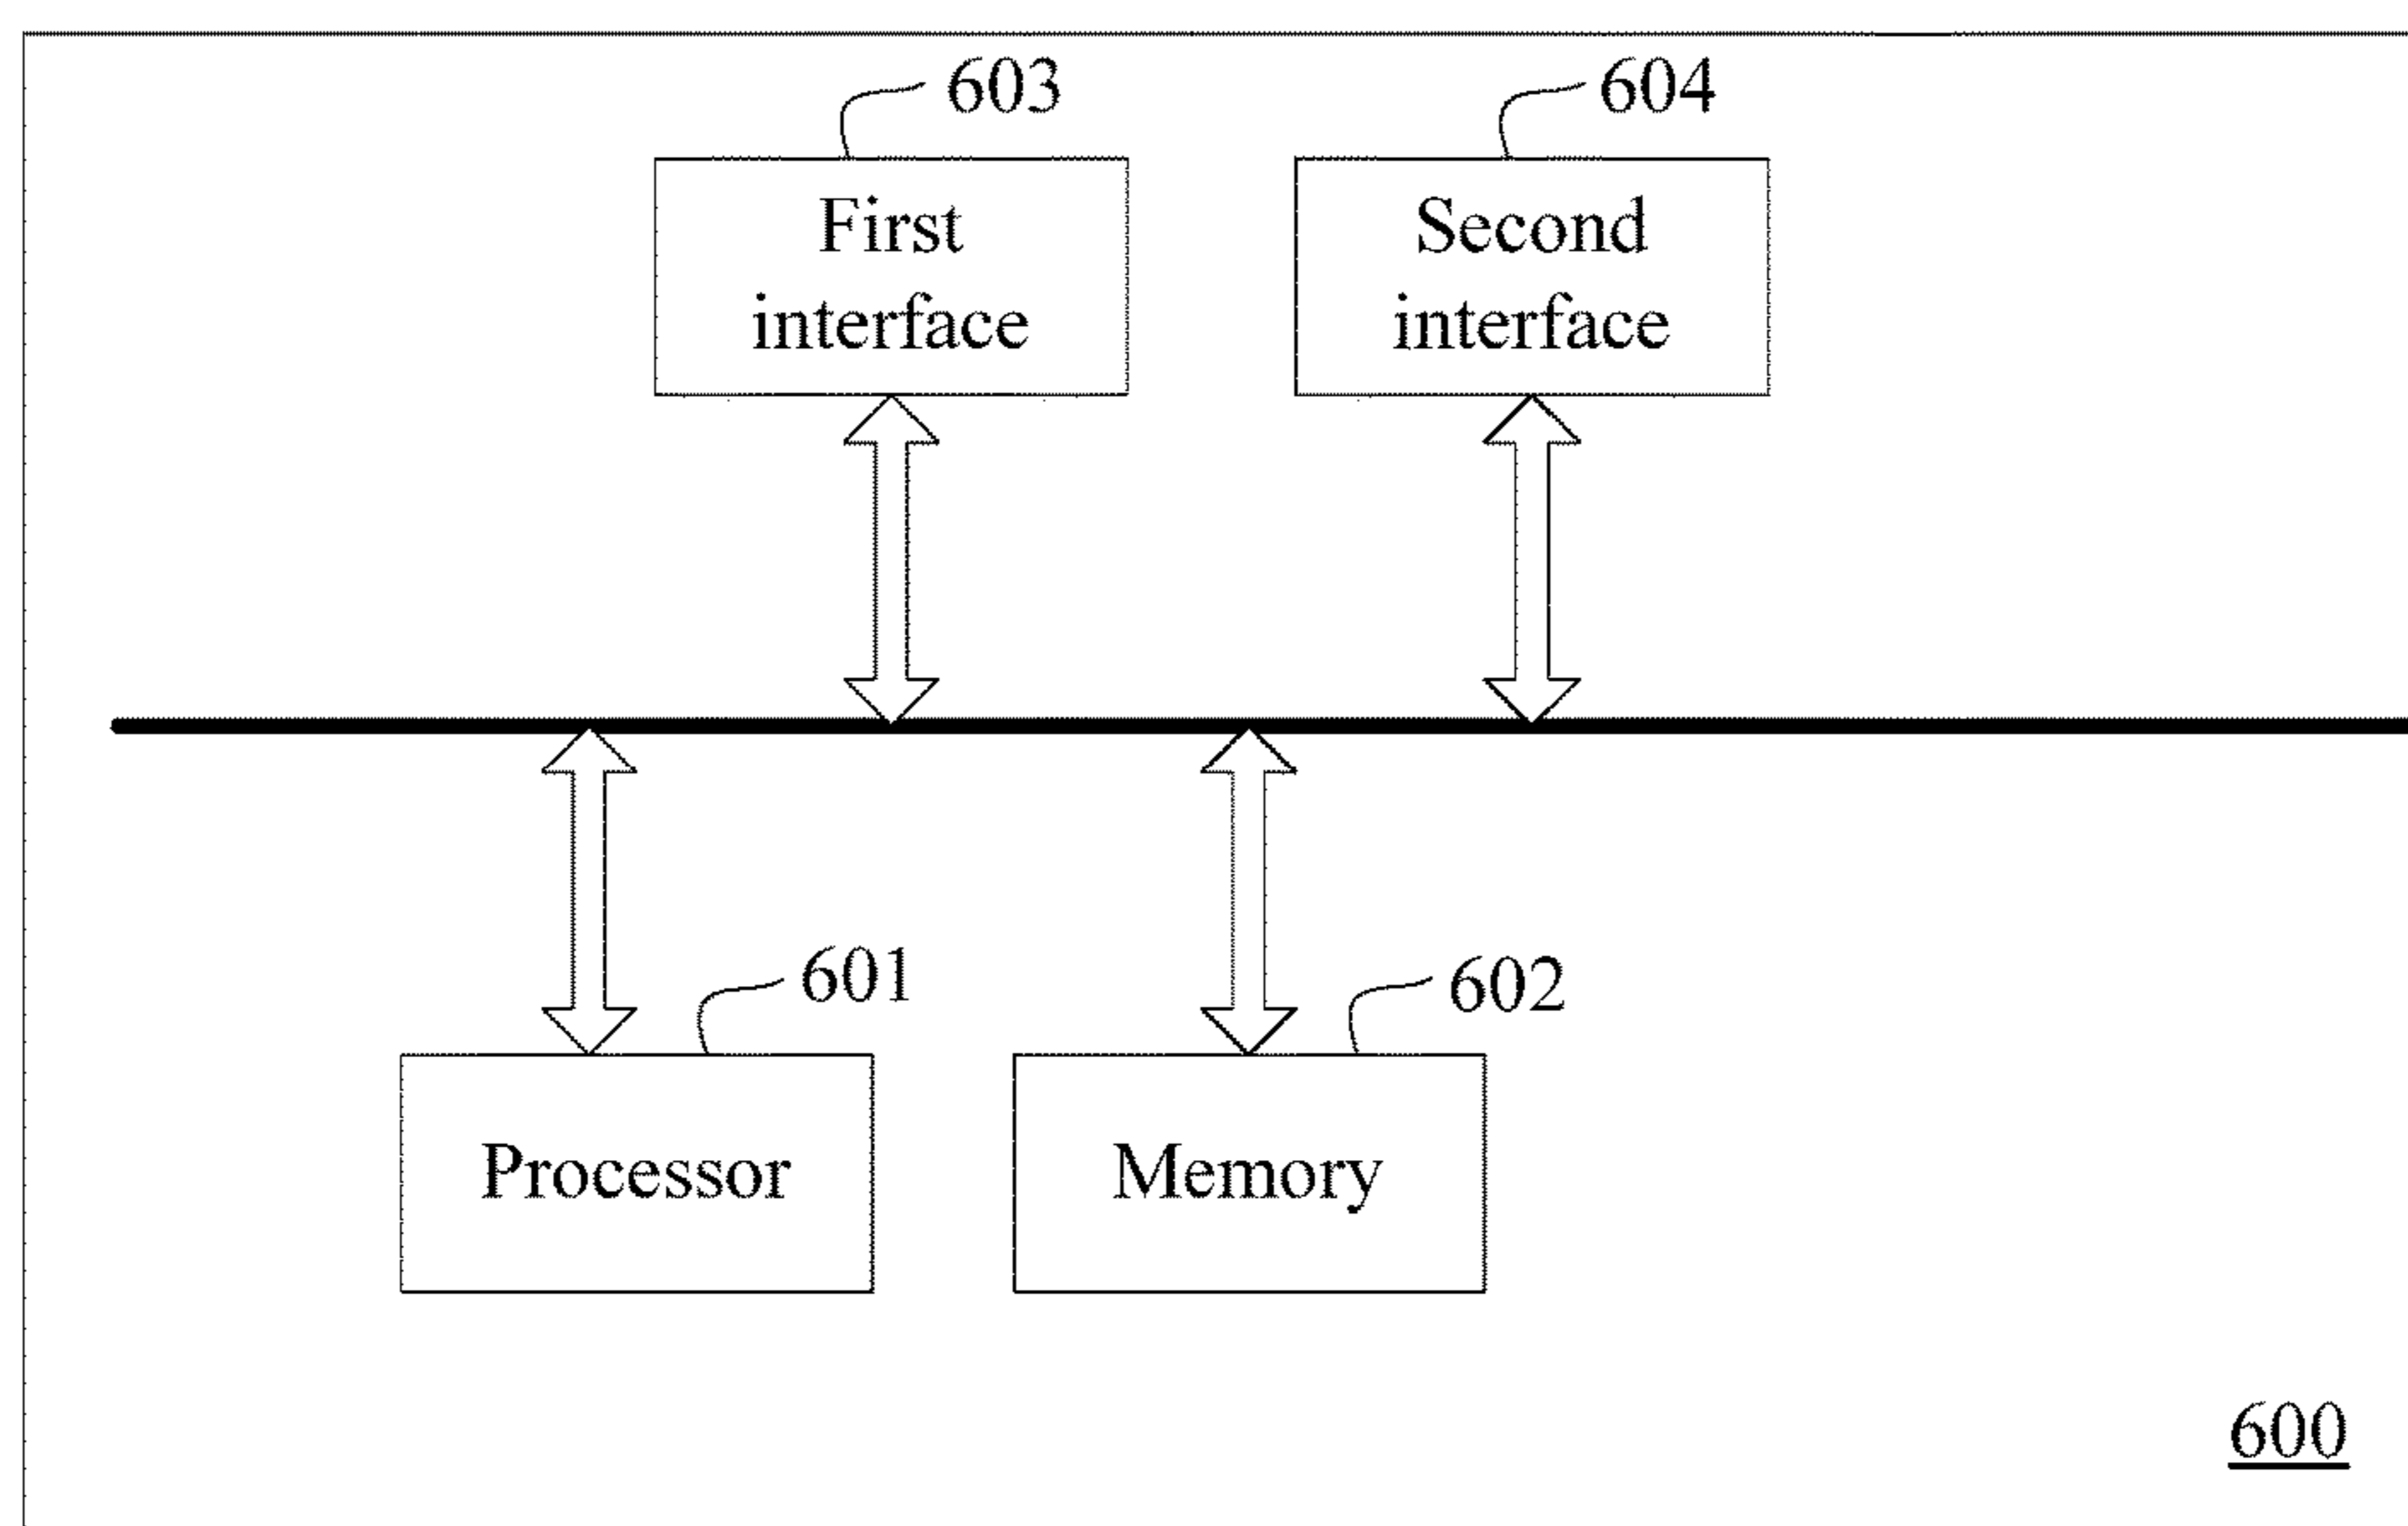 603
604
First
interface
Second
interface
601
602
Processor
Memory
600